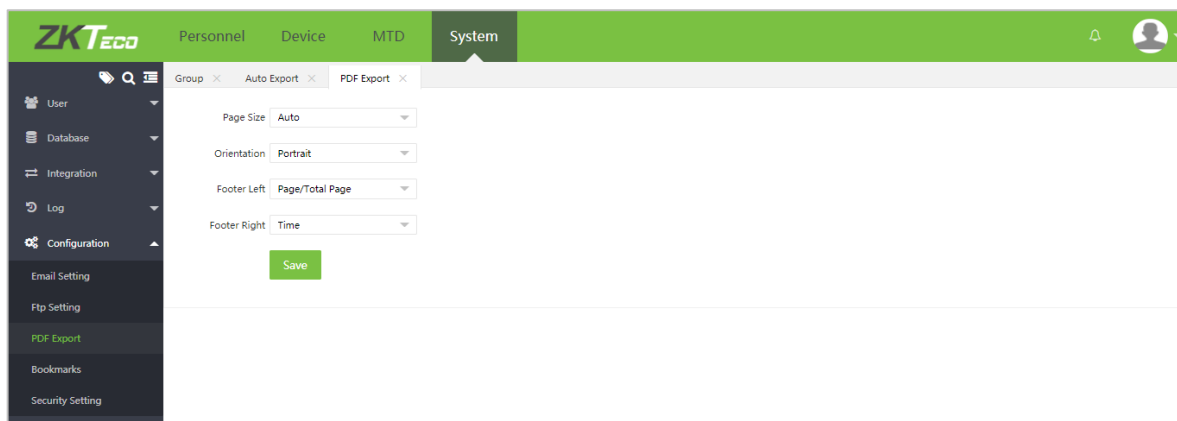 ZKTeco Personnel Device MTD System
Group Auto Export PDF Export
User
Database
Integration
Log
Configuration
Email Setting
Ftp Setting
PDF Export
Bookmarks
Security Setting
Page Size Auto
Orientation Portrait
Footer Left Page/Total Page
Footer Right Time
Save